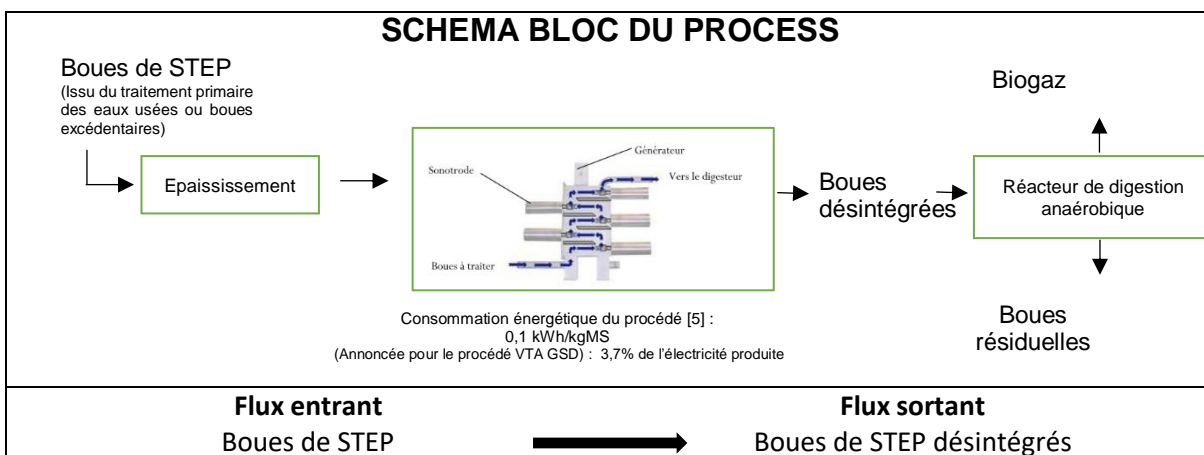 SCHEMA BLOC DU PROCESS
Boues de STEP
(Issu du traitement primaire
des eaux usées ou boues
excédentaires)
Epaississement
Générateur
Sonotrode
Vers le digesteur
Boues à traiter
Consommation énergétique du procédé [5] :
0,1 kWh/kgMS
(Annoncée pour le procédé VTA GSD) : 3,7% de l'électricité produite
Boues
désintégrées
Biogaz
Réacteur de digestion
anaérobique
Boues
résiduelles
Flux entrant
Boues de STEP
Flux sortant
Boues de STEP désintégrés